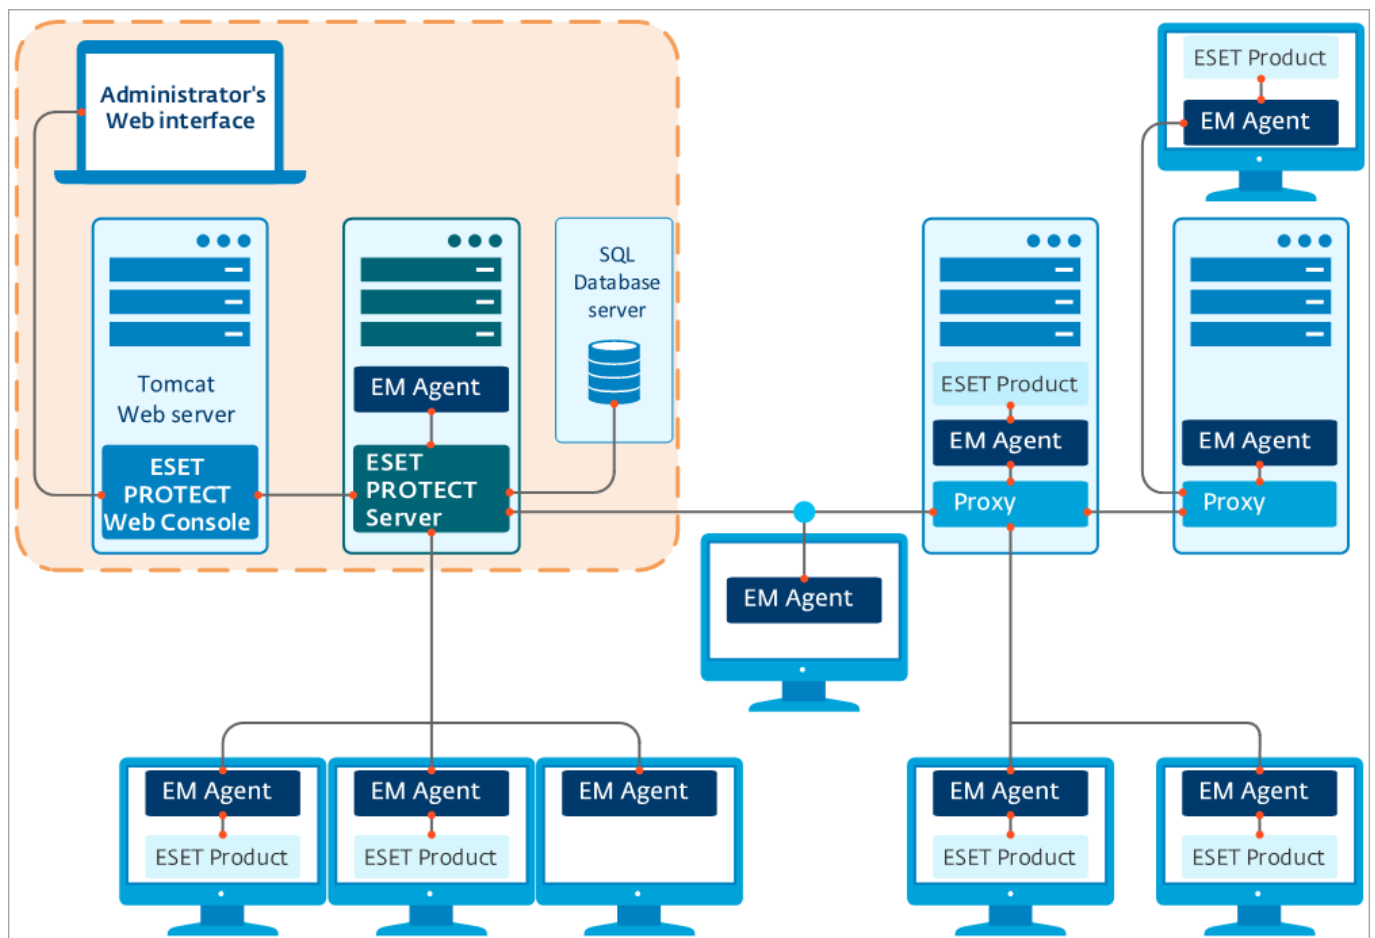 Administrator's
Web interface
Tomcat
Web server
ESET
PROTECT
Web Console
EM Agent
ESET
PROTECT
Server
SQL
Database
server
EM Agent
ESET Product
EM Agent
ESET Product
EM Agent
Proxy
EM Agent
Proxy
EM Agent
ESET Product
EM Agent
ESET Product
EM Agent
EM Agent
ESET Product
EM Agent
ESET Product